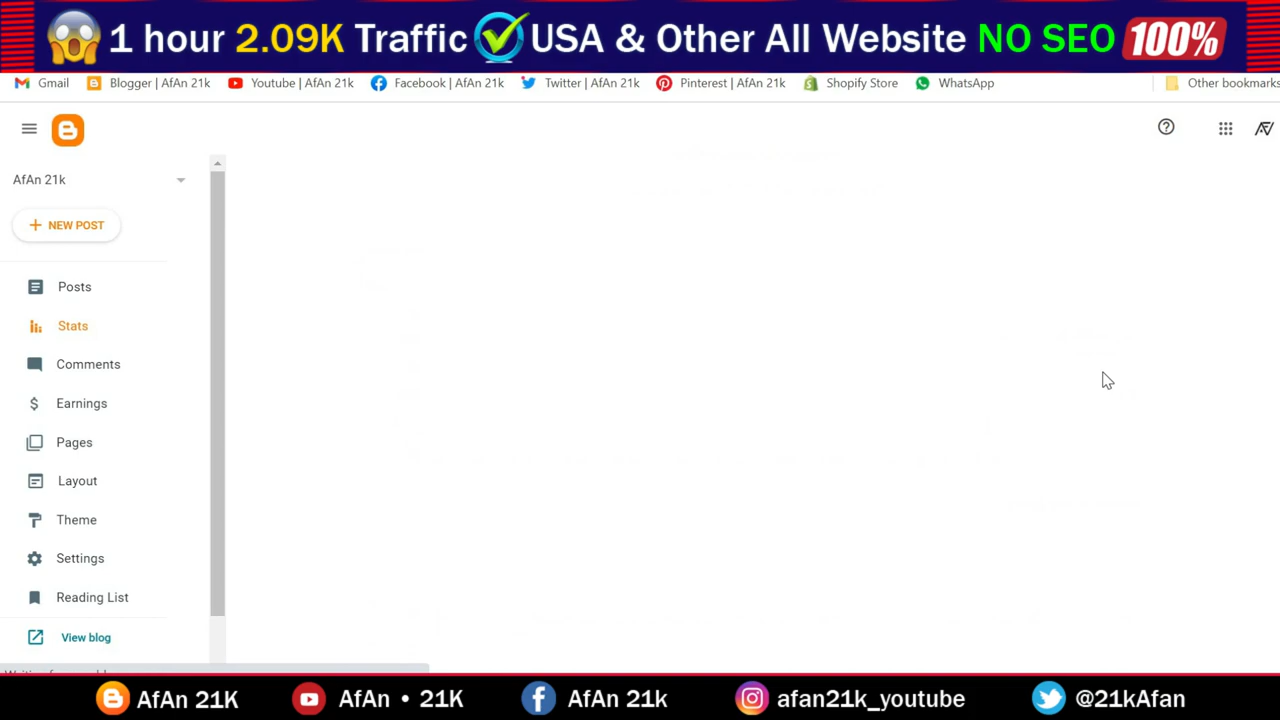 1 hour 2.09K Traffic USA & Other All Website NO SEO 100%
Gmail Blogger | AfAn 21k Youtube | AfAn 21k Facebook | AfAn 21k Twitter | AfAn 21k Pinterest | AfAn 21k Shopify Store WhatsApp Other bookmarks
AfAn 21k
NEW POST
Posts
Stats
Comments
Earnings
Pages
Layout
Theme
Settings
Reading List
View blog
AfAn 21K AfAn • 21K AfAn 21k afan21k_youtube @21kAfan